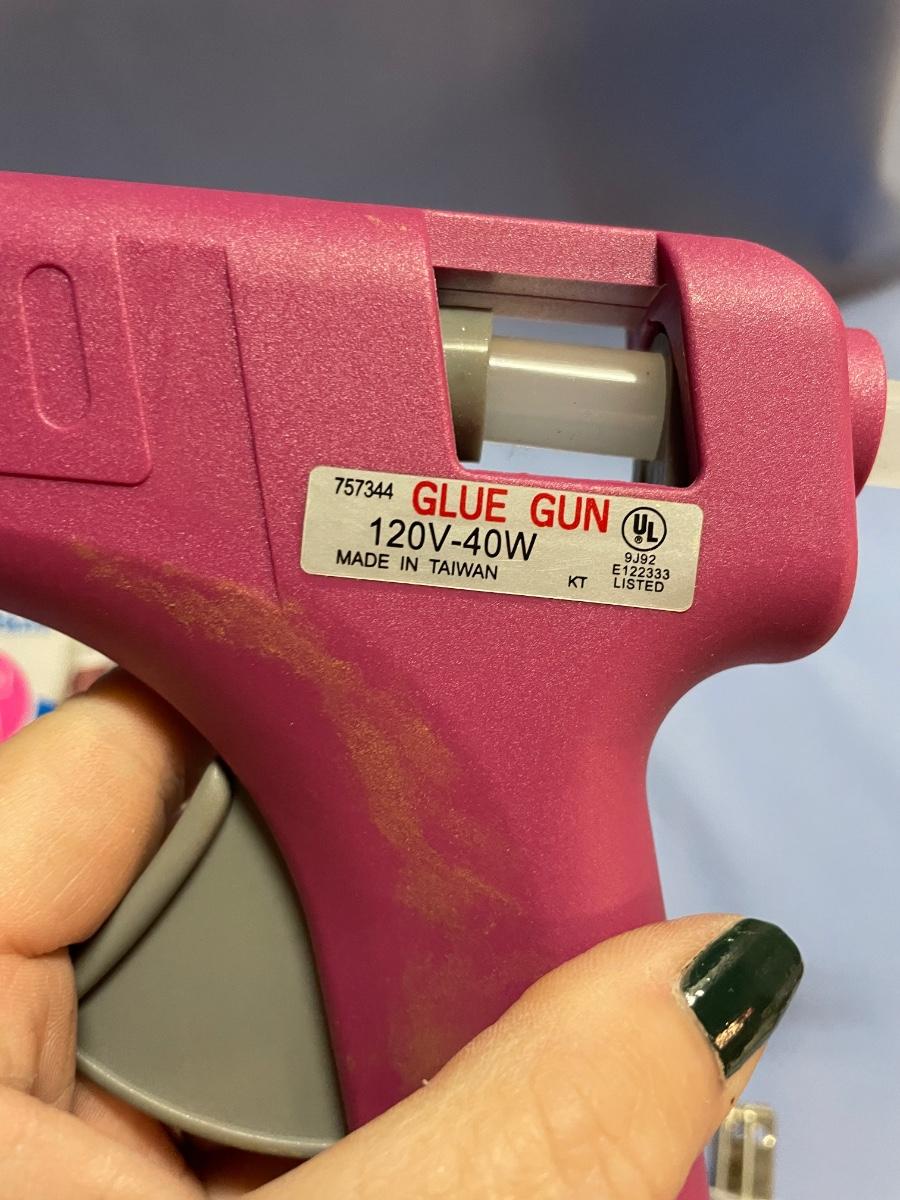 757344 GLUE GUN
120V-40W
MADE IN TAIWAN
KT
UL
®
9J92
E122333
LISTED